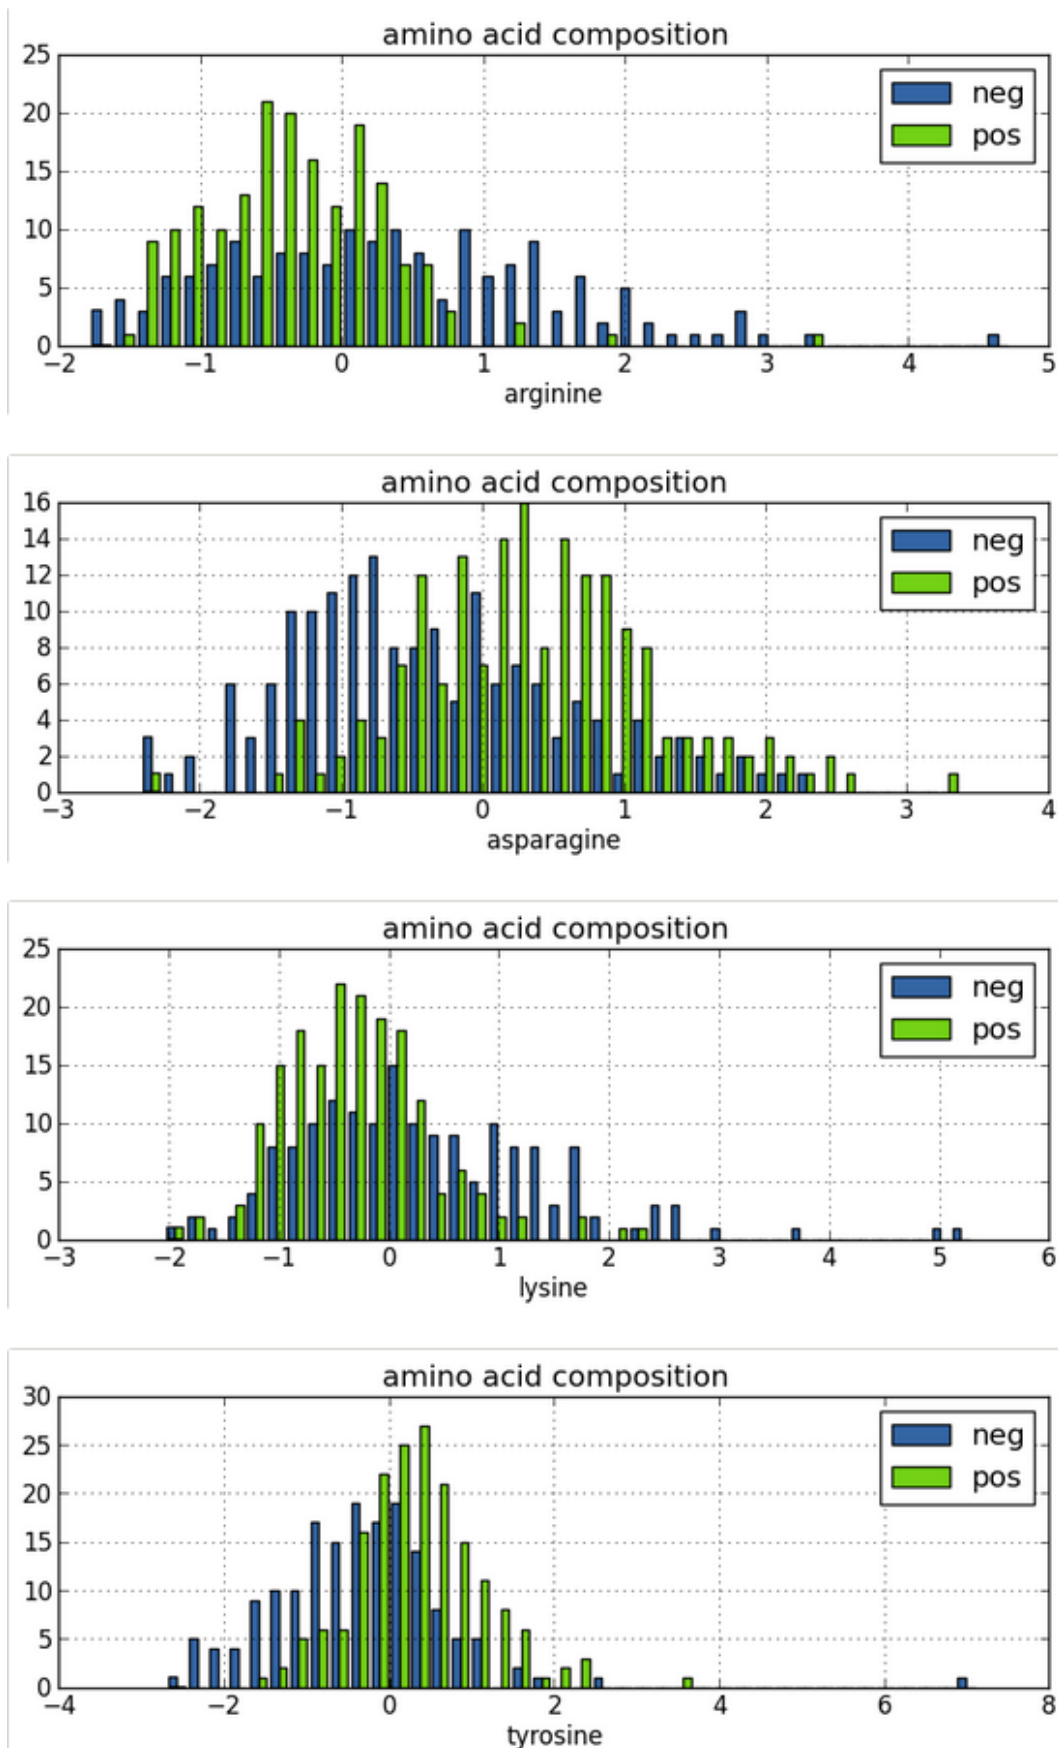 amino acid composition
25
20
15
10
5
0
neg
pos
−2 −1 0 1 2 3 4 5
arginine
amino acid composition
16
14
12
10
8
6
4
2
0
neg
pos
−3 −2 −1 0 1 2 3 4
asparagine
amino acid composition
25
20
15
10
5
0
neg
pos
−3 −2 −1 0 1 2 3 4 5 6
lysine
amino acid composition
30
25
20
15
10
5
0
neg
pos
−4 −2 0 2 4 6 8
tyrosine